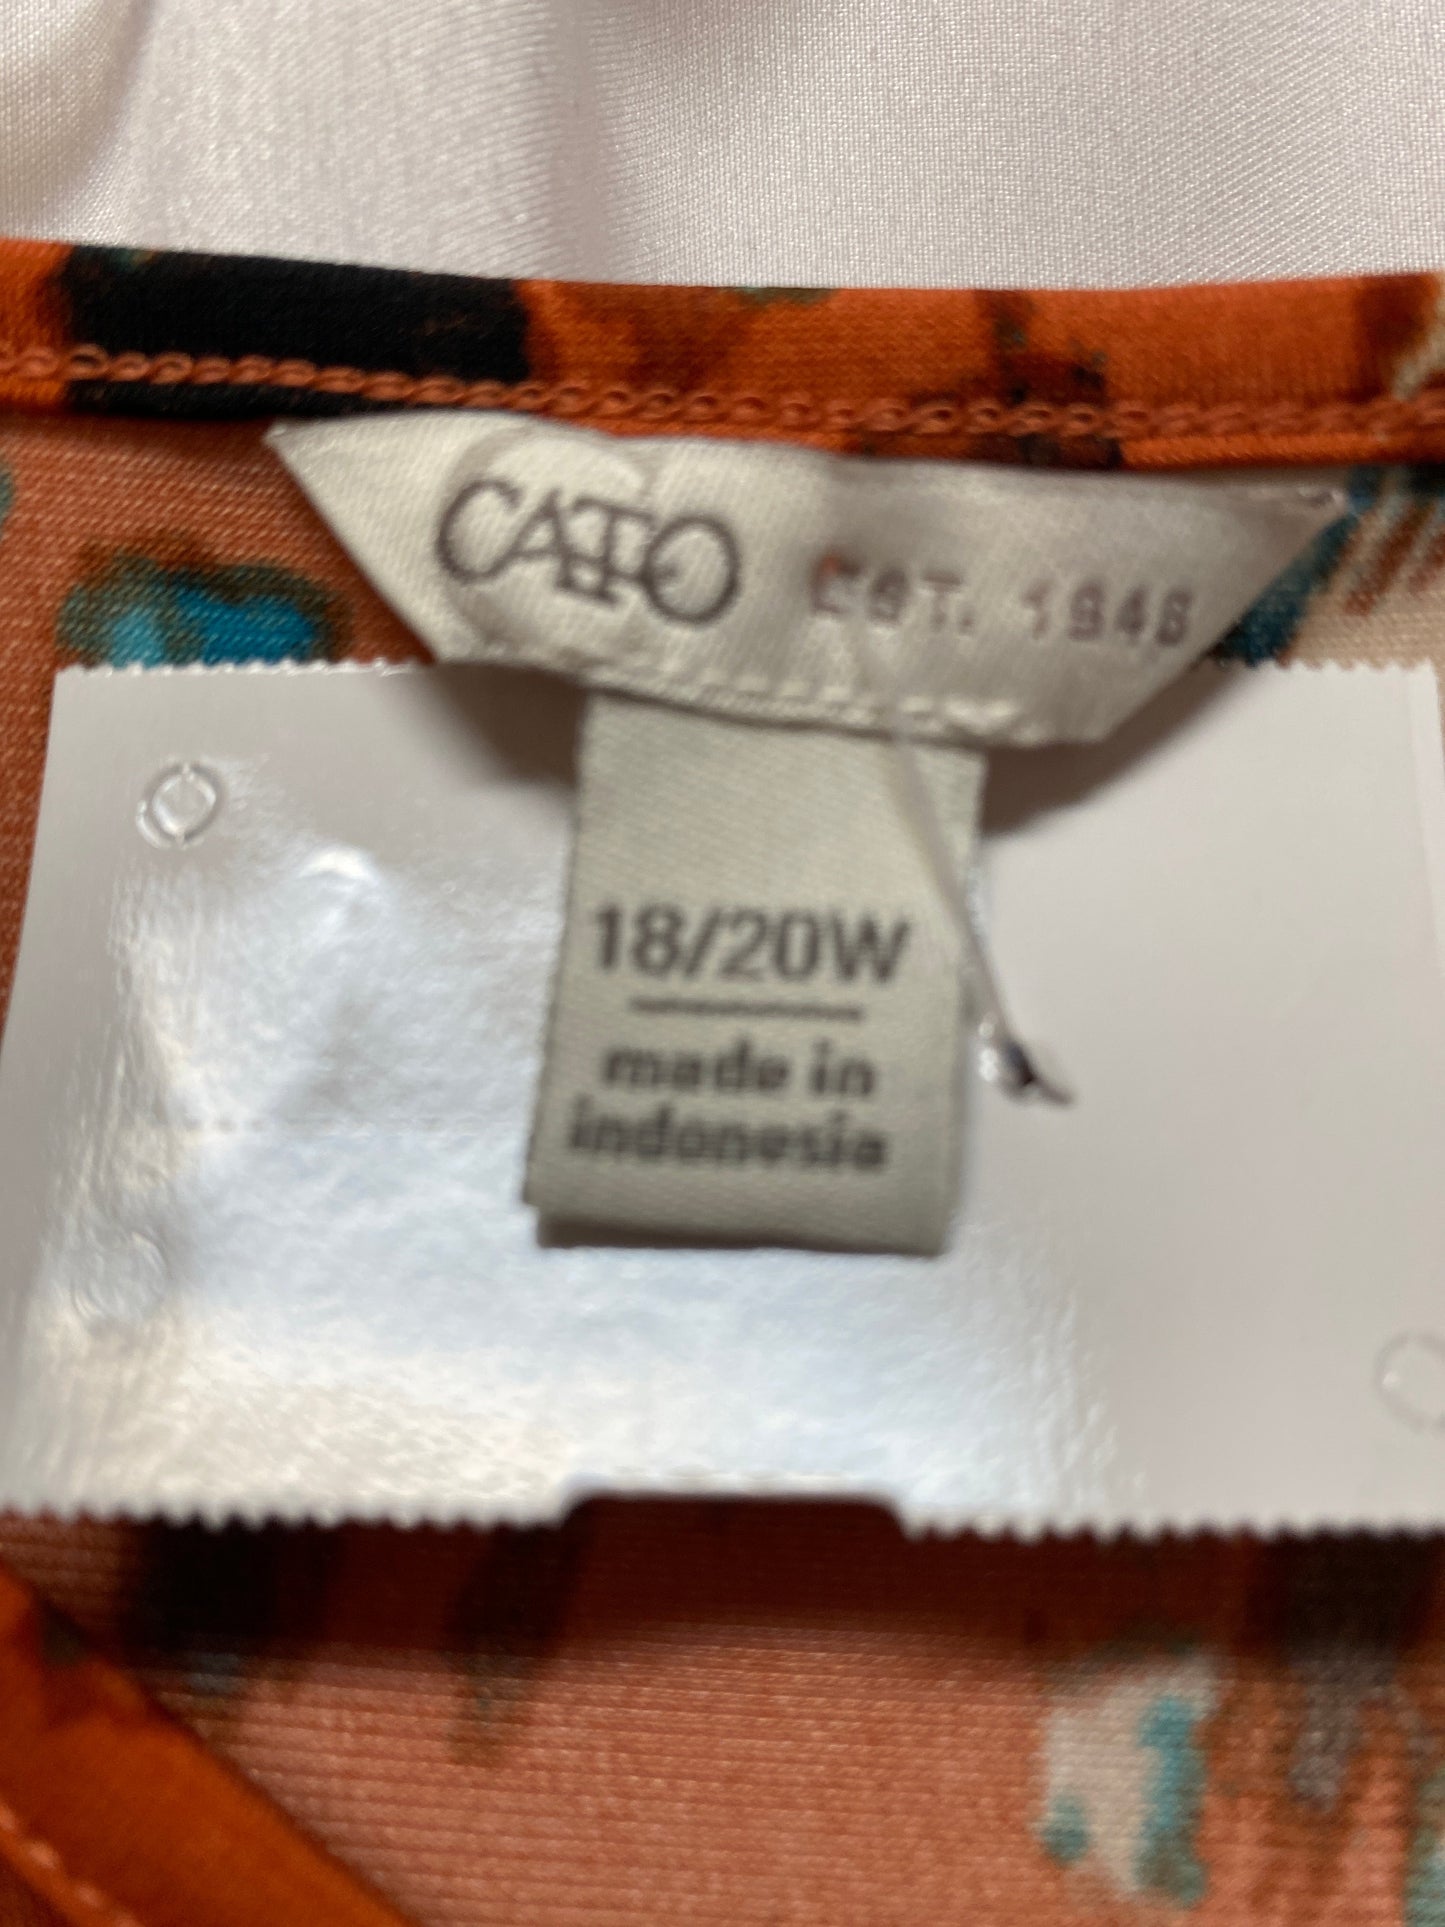 CATO EST. 1946
18/20W
made in
indonesia